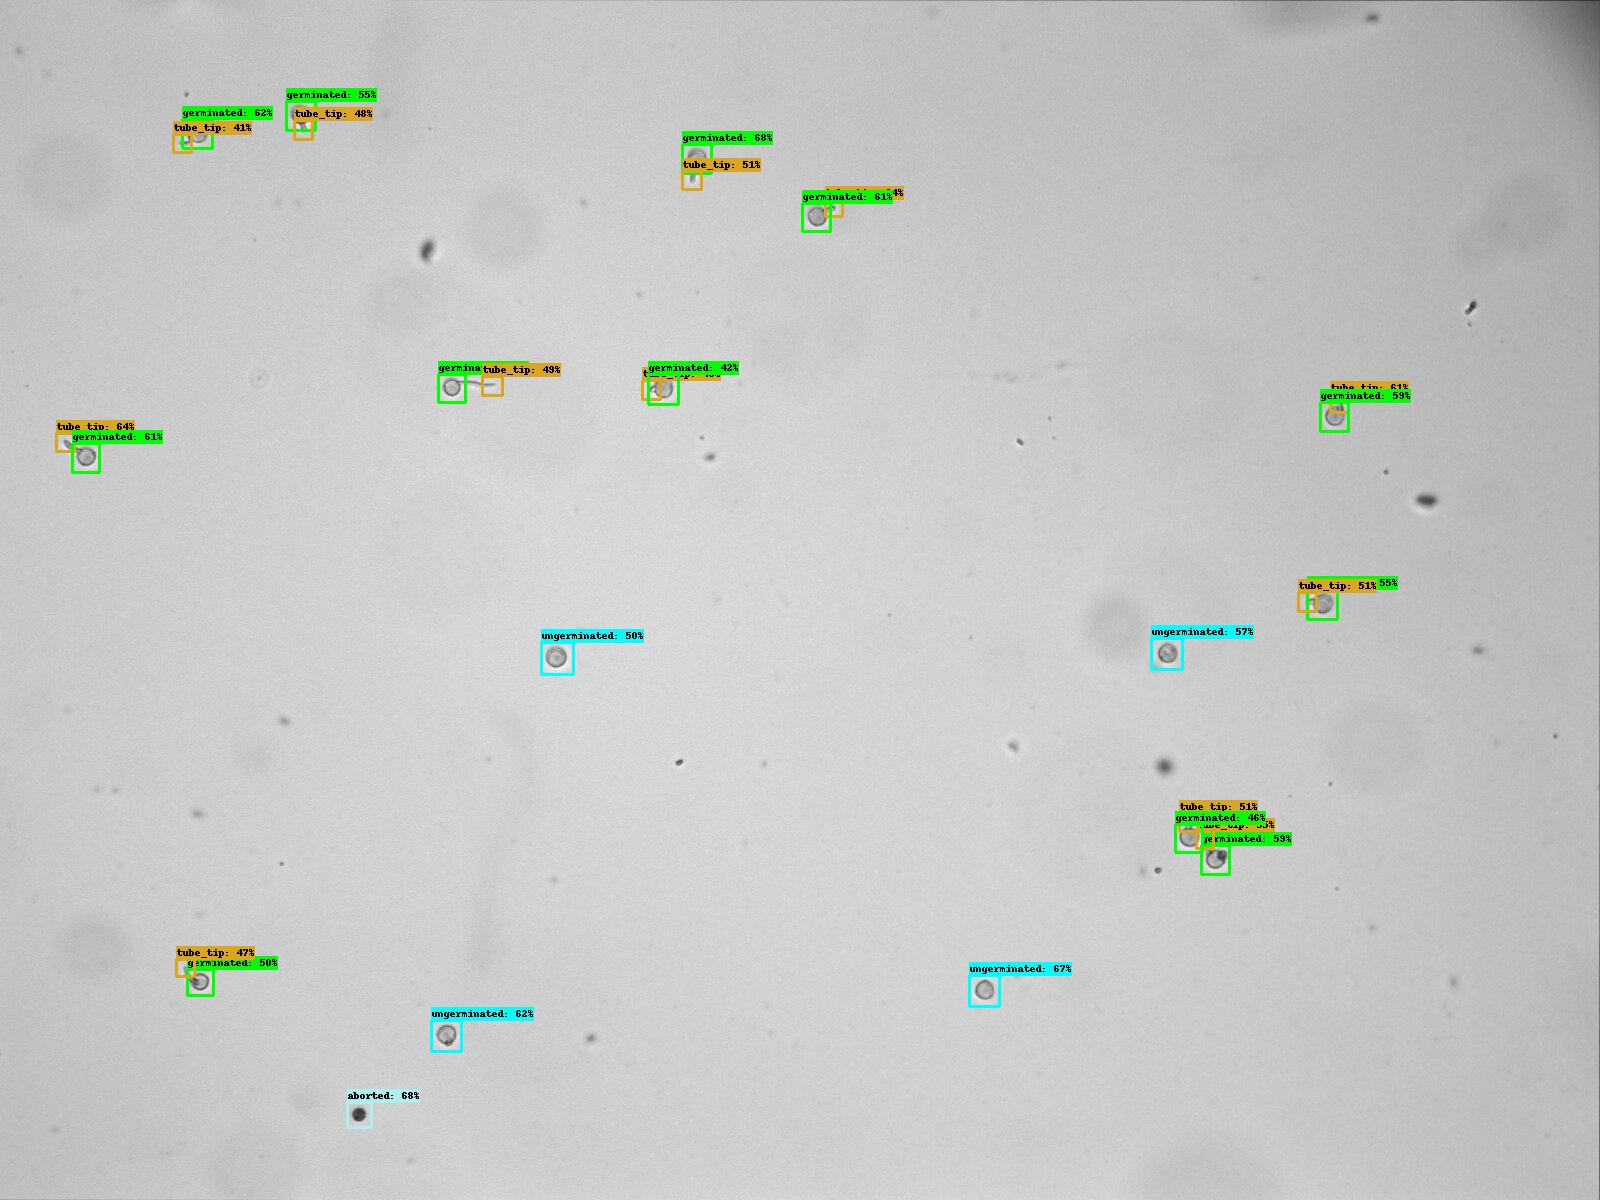 germinated: 55%
germinated: 62%
tube_tip: 48%
tube_tip: 41%
germinated: 68%
tube_tip: 51%
germinated: 61%
germinated: 42%
tube_tip: 49%
tube_tip: 61%
germinated: 59%
tube_tip: 64%
germinated: 61%
55%
tube_tip: 51%
ungerminated: 57%
ungerminated: 50%
tube_tip: 51%
germinated: 46%
germinated: 59%
tube_tip: 47%
germinated: 50%
ungerminated: 67%
ungerminated: 62%
aborted: 68%